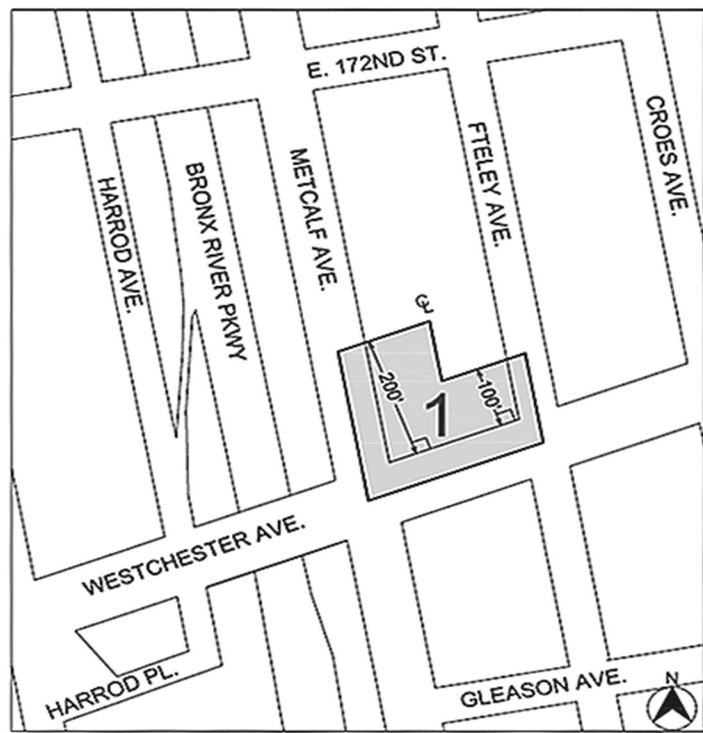 E. 172ND ST.
HARROD AVE.
BRONX RIVER PKWY
METCALF AVE.
FTELEY AVE.
CROES AVE.
200'
1
100'
WESTCHESTER AVE.
HARROD PL.
GLEASON AVE.
N